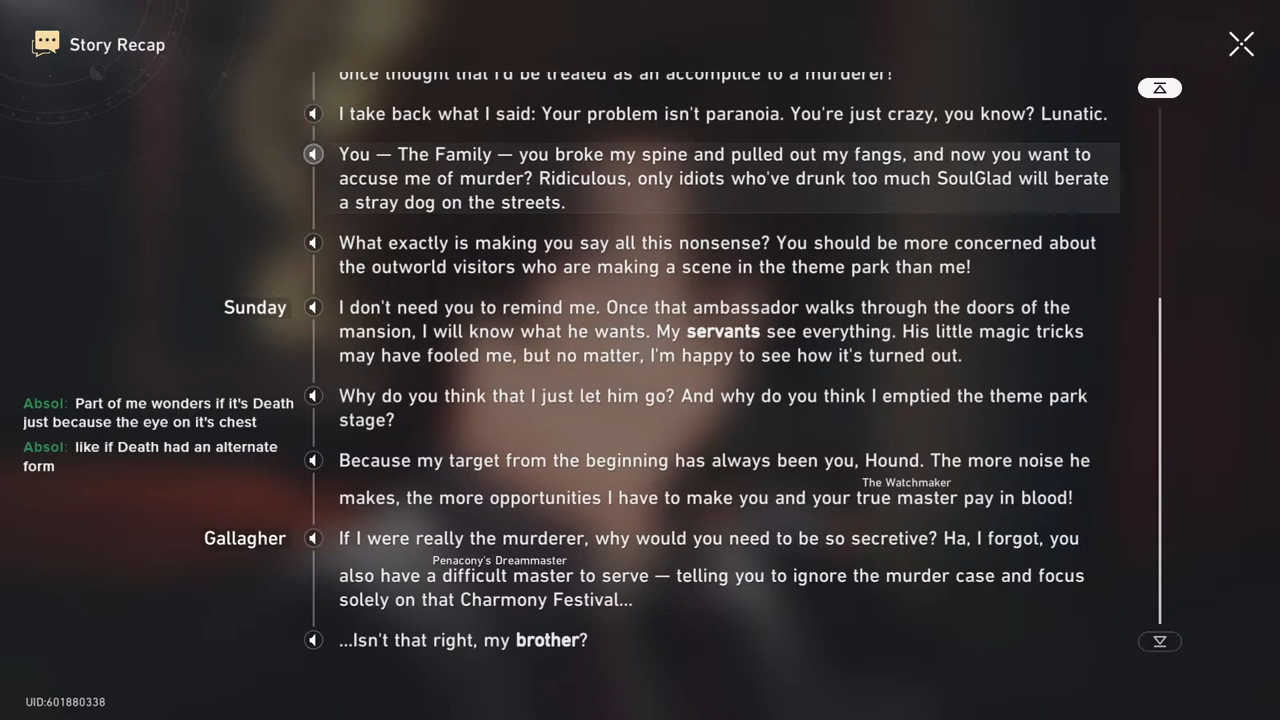 Story Recap
once thought that I'd be treated as an accomplice to a murderer!
I take back what I said: Your problem isn't paranoia. You're just crazy, you know? Lunatic.
You — The Family — you broke my spine and pulled out my fangs, and now you want to
accuse me of murder? Ridiculous, only idiots who've drunk too much SoulGlad will berate
a stray dog on the streets.
What exactly is making you say all this nonsense? You should be more concerned about
the outworld visitors who are making a scene in the theme park than me!
Sunday
I don't need you to remind me. Once that ambassador walks through the doors of the
mansion, I will know what he wants. My servants see everything. His little magic tricks
may have fooled me, but no matter, I'm happy to see how it's turned out.
Why do you think that I just let him go? And why do you think I emptied the theme park
stage?
Absol: Part of me wonders if it's Death
just because the eye on it's chest
Absol: like if Death had an alternate
form
Because my target from the beginning has always been you, Hound. The more noise he
The Watchmaker
makes, the more opportunities I have to make you and your true master pay in blood!
Gallagher
If I were really the murderer, why would you need to be so secretive? Ha, I forgot, you
Penacony's Dreammaster
also have a difficult master to serve — telling you to ignore the murder case and focus
solely on that Charmony Festival...
...Isn't that right, my brother?
UID:601880338